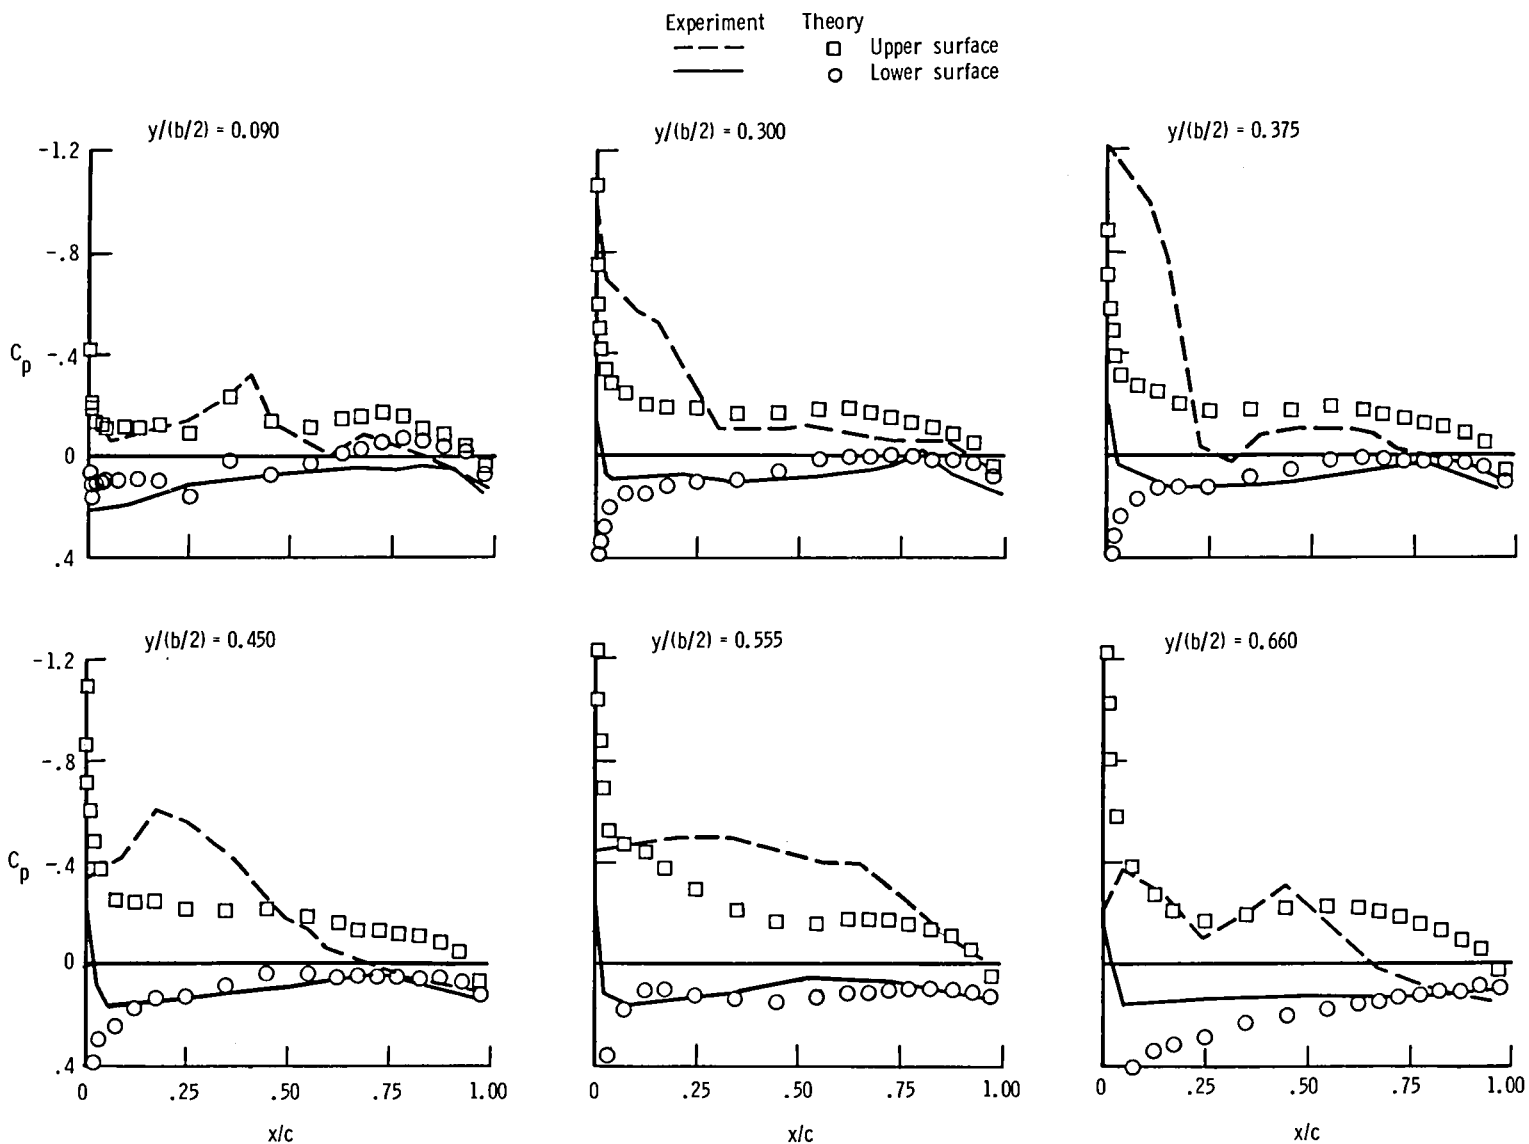 Experiment Theory
Upper surface
Lower surface
y/(b/2) = 0.090
y/(b/2) = 0.300
y/(b/2) = 0.375
-1.2
-.8
-.4
0
.4
Cp
y/(b/2) = 0.450
y/(b/2) = 0.555
y/(b/2) = 0.660
-1.2
-.8
-.4
0
.4
Cp
0 .25 .50 .75 1.00
0 .25 .50 .75 1.00
0 .25 .50 .75 1.00
x/c
x/c
x/c